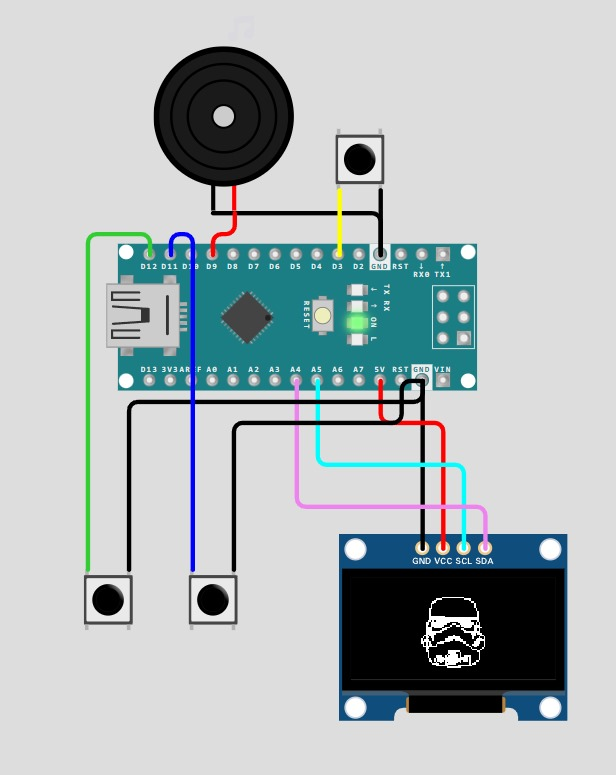 D12 D11 D10 D9 D8 D7 D6 D5 D4 D3 D2 GND RST ↓ ↑
RX0 TX1
RESET
TX RX
↓ ↑ ON L
D13 3V3 AREF A0 A1 A2 A3 A4 A5 A6 A7 5V RST GND VIN
GND VCC SCL SDA